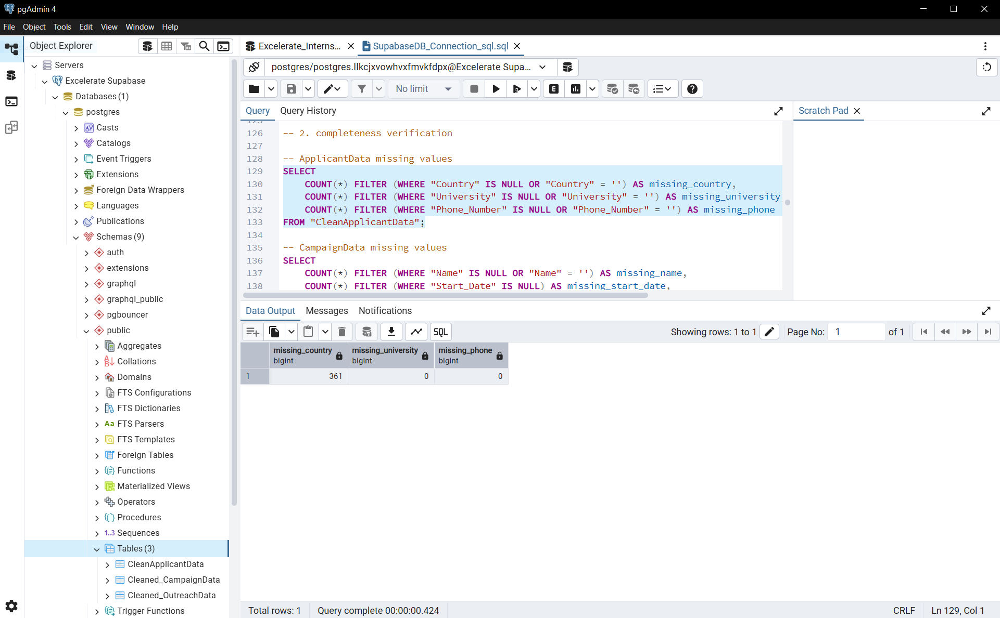 pgAdmin 4
File Object Tools Edit View Window Help
Object Explorer
Excelerate_Interns...
SupabaseDB_Connection_sql.sql
Servers
Excelerate Supabase
Databases (1)
postgres
Casts
Catalogs
Event Triggers
Extensions
Foreign Data Wrappers
Languages
Publications
Schemas (9)
auth
extensions
graphql
graphql_public
pgbouncer
public
Aggregates
Collations
Domains
FTS Configurations
FTS Dictionaries
Aa FTS Parsers
FTS Templates
Foreign Tables
Functions
Materialized Views
Operators
Procedures
1..3 Sequences
Tables (3)
CleanApplicantData
Cleaned_CampaignData
Cleaned_OutreachData
Trigger Functions
postgres/postgres.llkcjxvowhvxfmvkfdpx@Excelerate Supa...
No limit
E
Query Query History
Scratch Pad
125
126 -- 2. completeness verification
127
128 -- ApplicantData missing values
129 SELECT
130 COUNT(*) FILTER (WHERE "Country" IS NULL OR "Country" = '') AS missing_country,
131 COUNT(*) FILTER (WHERE "University" IS NULL OR "University" = '') AS missing_university
132 COUNT(*) FILTER (WHERE "Phone_Number" IS NULL OR "Phone_Number" = '') AS missing_phone
133 FROM "CleanApplicantData";
134
135 -- CampaignData missing values
136 SELECT
137 COUNT(*) FILTER (WHERE "Name" IS NULL OR "Name" = '') AS missing_name,
138 COUNT(*) FILTER (WHERE "Start_Date" IS NULL) AS missing_start_date,
Data Output Messages Notifications
SQL
Showing rows: 1 to 1
Page No: 1 of 1
missing_country missing_university missing_phone
bigint bigint bigint
1 361 0 0
Total rows: 1 Query complete 00:00:00.424 CRLF Ln 129, Col 1